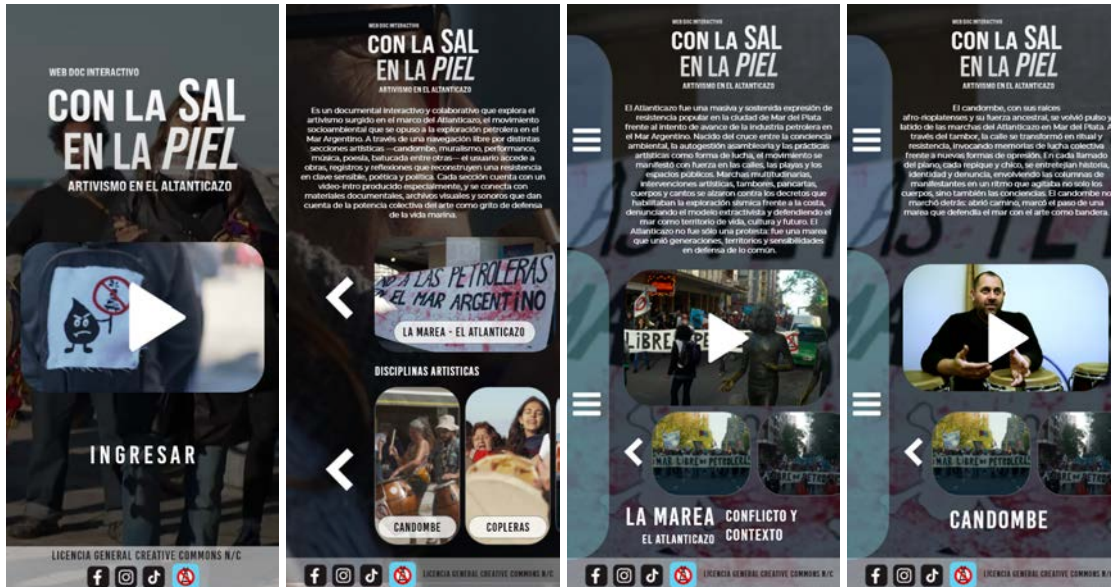 WEB DOC INTERACTIVO
CON LA SAL
EN LA PIEL
ARTIVISMO EN EL ALTANTICAZO
INGRESAR
LICENCIA GENERAL CREATIVE COMMONS N/C
WEB DOC INTERACTIVO
CON LA SAL
EN LA PIEL
ARTIVISMO EN EL ALTANTICAZO
Es un documental interactivo y colaborativo que explora el
artivismo surgido en el marco del Atlanticazo, el movimiento
socioambiental que se opuso a la exploración petrolera en el
Mar Argentino. A través de una navegación libre por distintas
secciones artísticas —candombe, muralismo, performance,
música, poesía, batucada entre otras— el usuario accede a
obras, registros y reflexiones que reconstruyen una resistencia
en clave sensible, poética y política. Cada sección cuenta con un
video-intro producido especialmente, y se conecta con
materiales documentales, archivos visuales y sonoros que dan
cuenta de la potencia colectiva del arte como grito de defensa
de la vida marina.
NO A LAS PETROLERAS
EN EL MAR ARGENTINO
LA MAREA - EL ATLANTICAZO
DISCIPLINAS ARTISTICAS
CANDOMBE
COPLERAS
LICENCIA GENERAL CREATIVE COMMONS N/C
WEB DOC INTERACTIVO
CON LA SAL
EN LA PIEL
ARTIVISMO EN EL ALTANTICAZO
El Atlanticazo fue una masiva y sostenida expresión de
resistencia popular en la ciudad de Mar del Plata
frente al intento de avance de la industria petrolera en
el Mar Argentino. Nacido del cruce entre la conciencia
ambiental, la autogestión asamblearia y las prácticas
artísticas como forma de lucha, el movimiento se
manifestó con fuerza en las calles, las playas y los
espacios públicos. Marchas multitudinarias,
intervenciones artísticas, tambores, pancartas,
cuerpos y cantos se alzaron contra los decretos que
habilitaban la exploración sísmica frente a la costa,
denunciando el modelo extractivista y defendiendo el
mar como territorio de vida, cultura y futuro. El
Atlanticazo no fue sólo una protesta: fue una marea
que unió generaciones, territorios y sensibilidades
en defensa de lo común.
LIBRE
MAR LIBRE DE PETROLERA
LA MAREA
EL ATLANTICAZO
CONFLICTO Y
CONTEXTO
LICENCIA GENERAL CREATIVE COMMONS N/C
WEB DOC INTERACTIVO
CON LA SAL
EN LA PIEL
ARTIVISMO EN EL ALTANTICAZO
El candombe, con sus raíces
afro-rioplatenses y su fuerza ancestral, se volvió pulso y
latido de las marchas del Atlanticazo en Mar del Plata.
través del tambor, la calle se transformó en ritual y
resistencia, invocando memorias de lucha colectiva
frente a nuevas formas de opresión. En cada llamado
del piano, cada repique y chico, se entretejían historia,
identidad y denuncia, envolviendo las columnas de
manifestantes en un ritmo que agitaba no solo los
cuerpos, sino también las conciencias. El candombe no
marchó detrás: abrió camino, marcó el paso de una
marea que defendía el mar con el arte como bandera.
MAR LIBRE DE PETROLERA
CANDOMBE
LICENCIA GENERAL CREATIVE COMMONS N/C